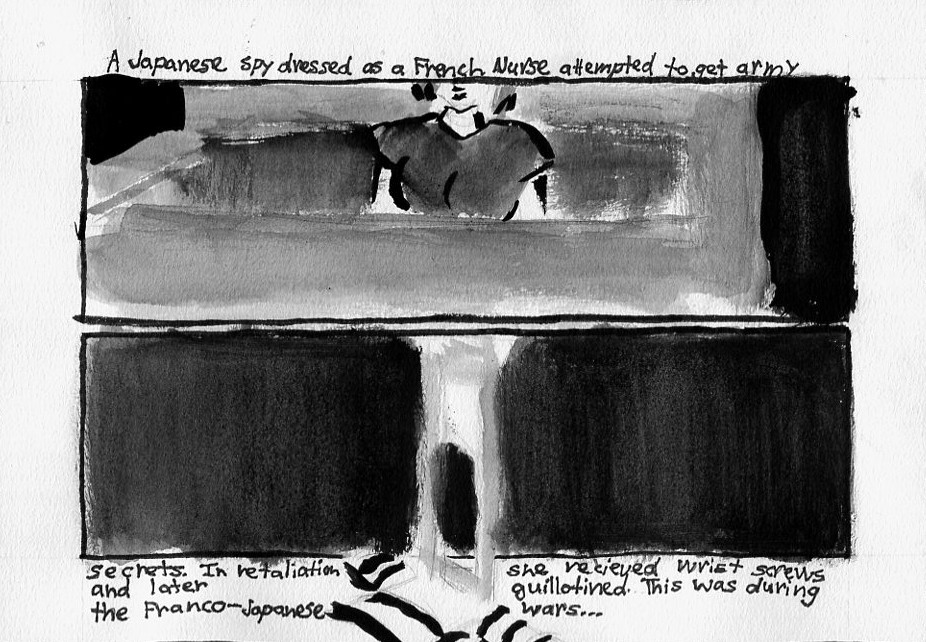 A Japanese spy dressed as a French Nurse attempted to get army
secrets. In retaliation she recieved wrist screws
and later guillotined. This was during
the Franco-Japanese wars...